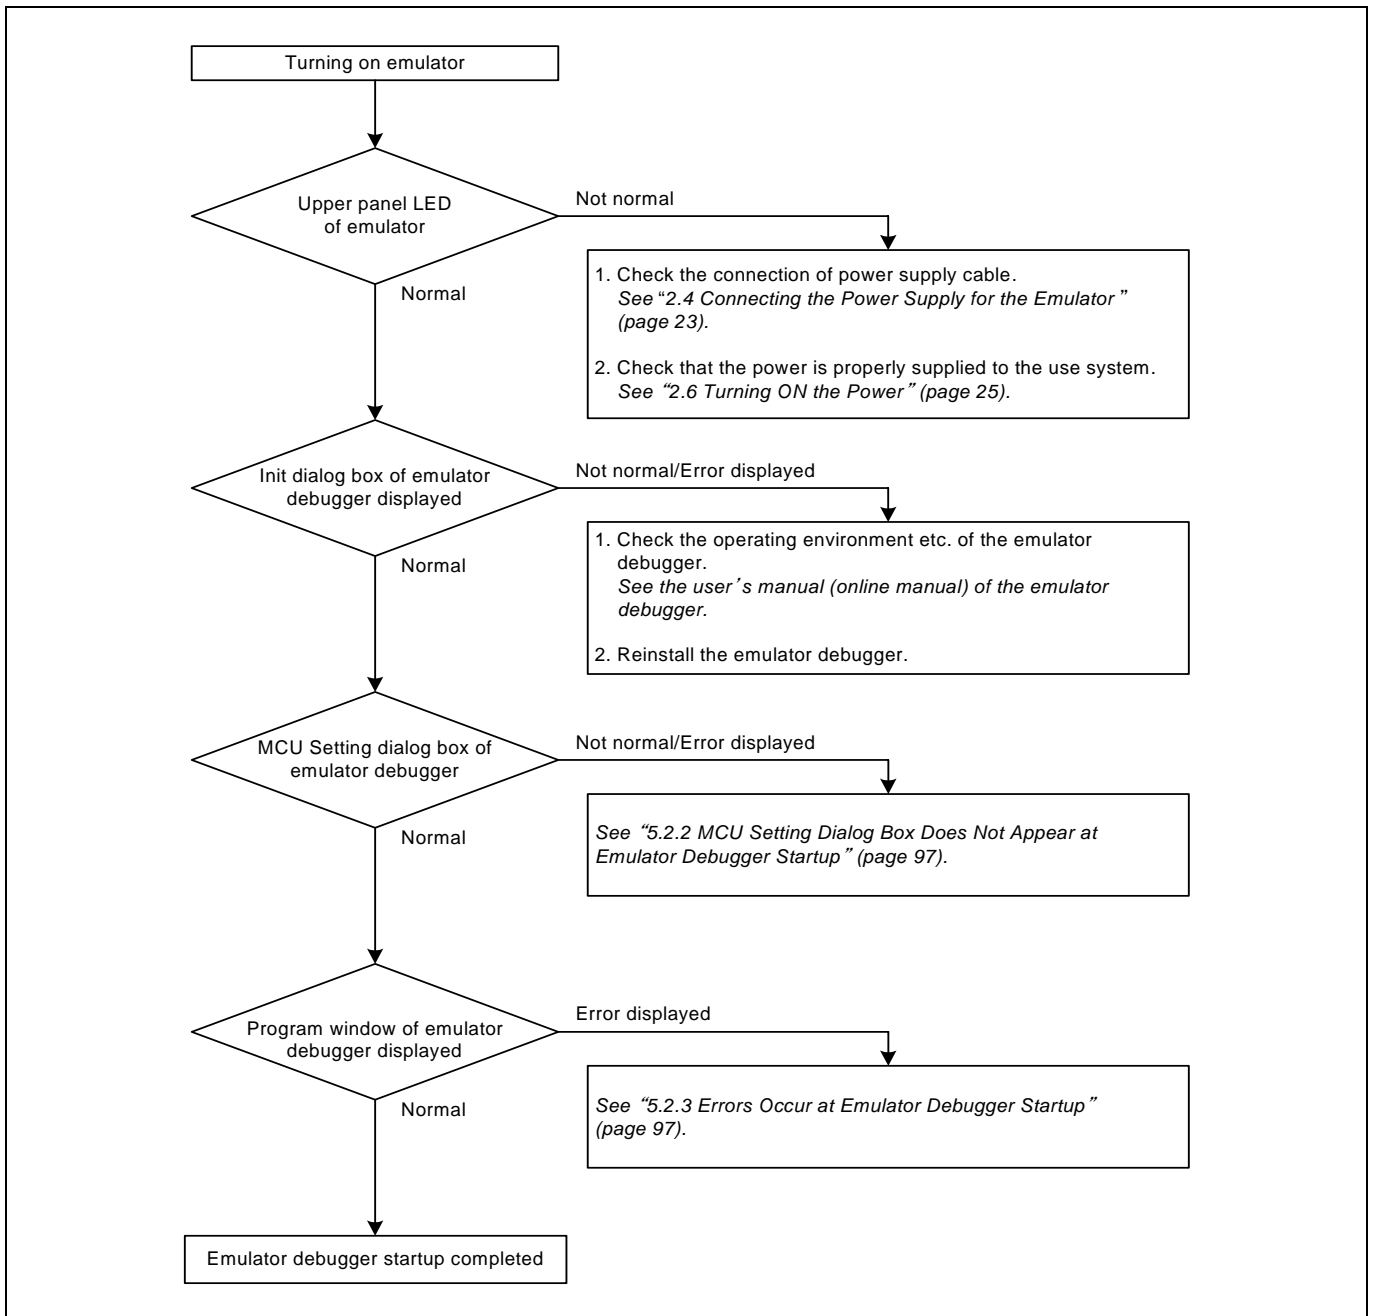 Turning on emulator
Upper panel LED
of emulator
Not normal
Normal
1. Check the connection of power supply cable.
See “2.4 Connecting the Power Supply for the Emulator”
(page 23).
2. Check that the power is properly supplied to the use system.
See “2.6 Turning ON the Power” (page 25).
Init dialog box of emulator
debugger displayed
Not normal/Error displayed
Normal
1. Check the operating environment etc. of the emulator
debugger.
See the user’s manual (online manual) of the emulator
debugger.
2. Reinstall the emulator debugger.
MCU Setting dialog box of
emulator debugger
Not normal/Error displayed
Normal
See “5.2.2 MCU Setting Dialog Box Does Not Appear at
Emulator Debugger Startup” (page 97).
Program window of emulator
debugger displayed
Error displayed
Normal
See “5.2.3 Errors Occur at Emulator Debugger Startup”
(page 97).
Emulator debugger startup completed